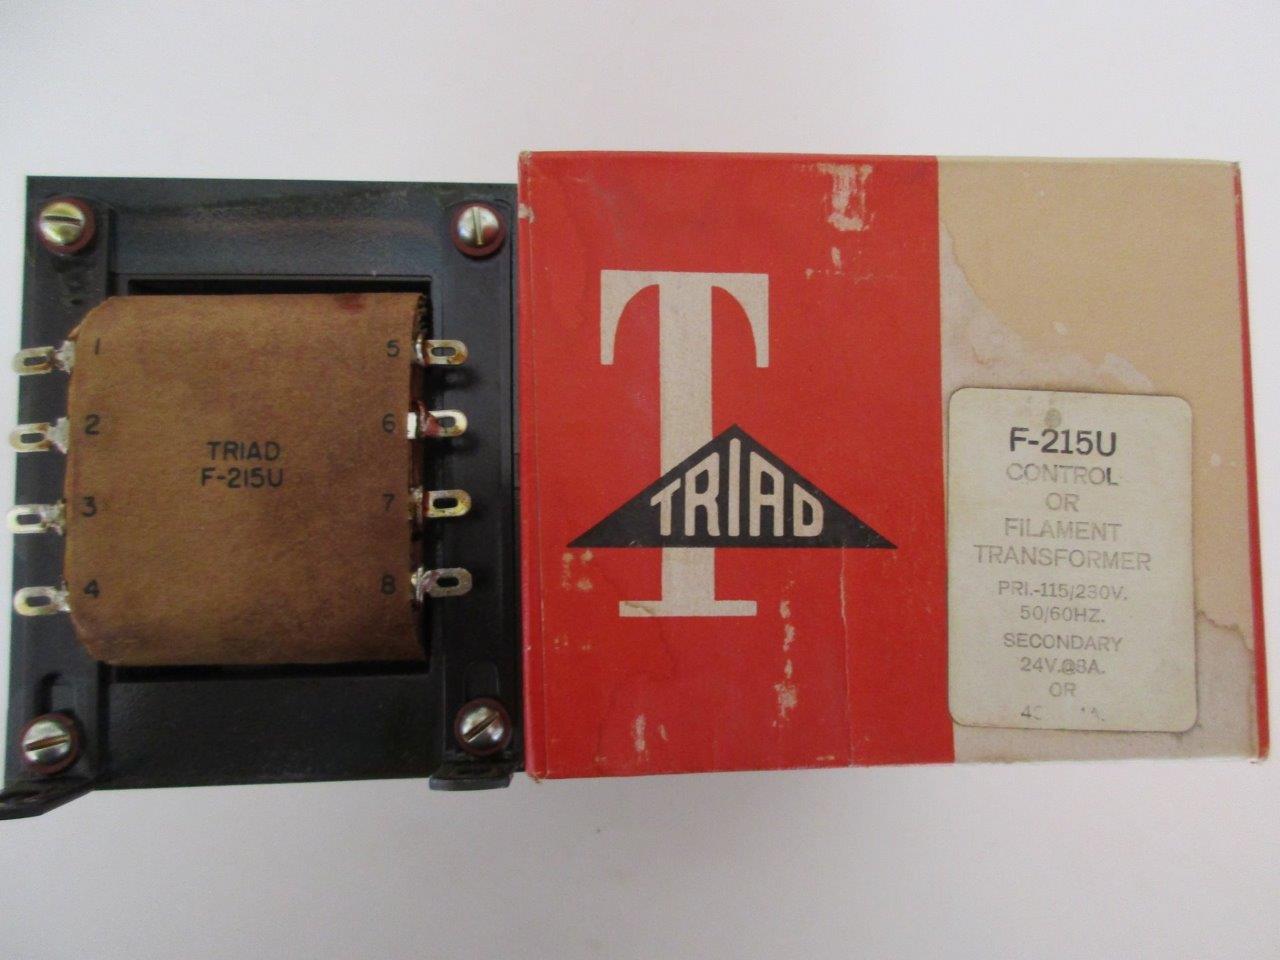 1
2
3
4
TRIAD
F-215U
5
6
7
8
T
TRIAD
F-215U
CONTROL
OR
FILAMENT
TRANSFORMER
PRI.-115/230V.
50/60HZ.
SECONDARY
24V.@8A.
OR